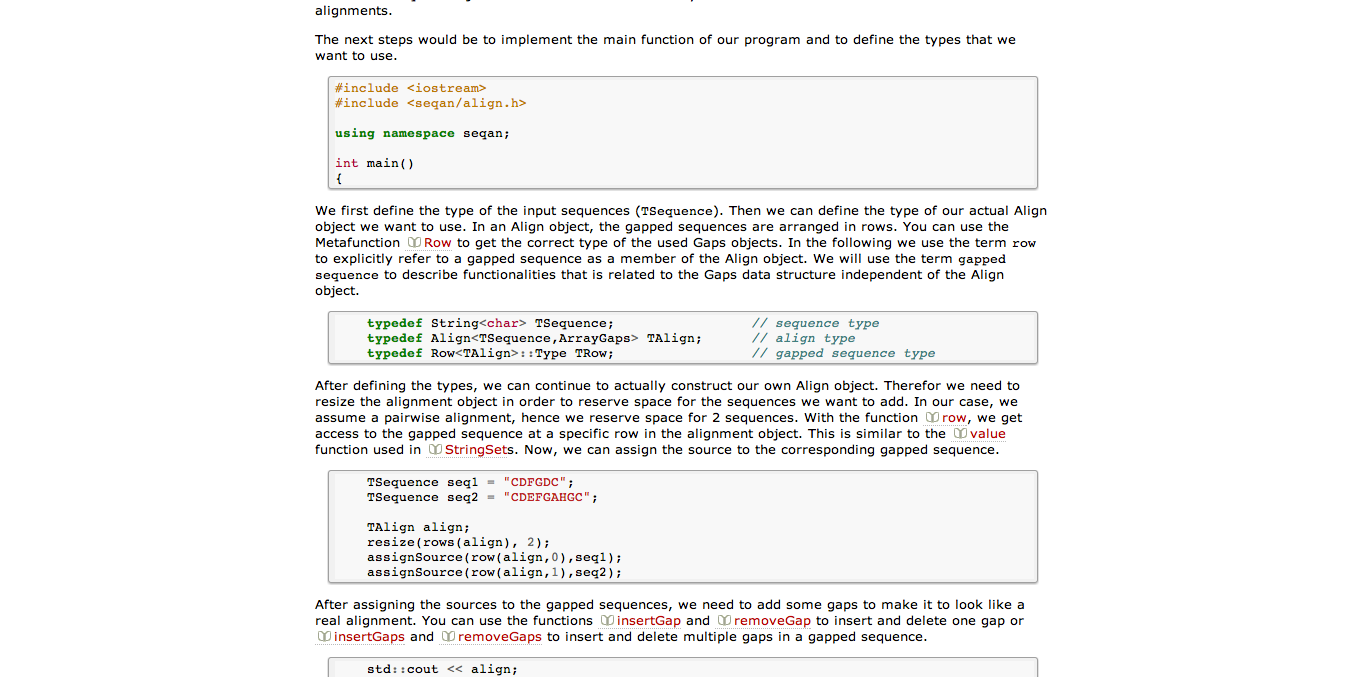 alignments.
The next steps would be to implement the main function of our program and to define the types that we
want to use.
#include <iostream>
#include <seqan/align.h>
using namespace seqan;
int main()
{
We first define the type of the input sequences (TSequence). Then we can define the type of our actual Align
object we want to use. In an Align object, the gapped sequences are arranged in rows. You can use the
Metafunction Row to get the correct type of the used Gaps objects. In the following we use the term row
to explicitly refer to a gapped sequence as a member of the Align object. We will use the term gapped
sequence to describe functionalities that is related to the Gaps data structure independent of the Align
object.
typedef String<char> TSequence; // sequence type
typedef Align<TSequence,ArrayGaps> TAlign; // align type
typedef Row<TAlign>::Type TRow; // gapped sequence type
After defining the types, we can continue to actually construct our own Align object. Therefor we need to
resize the alignment object in order to reserve space for the sequences we want to add. In our case, we
assume a pairwise alignment, hence we reserve space for 2 sequences. With the function row, we get
access to the gapped sequence at a specific row in the alignment object. This is similar to the value
function used in StringSets. Now, we can assign the source to the corresponding gapped sequence.
TSequence seq1 = "CDFGDC";
TSequence seq2 = "CDEFGAHGC";
TAlign align;
resize(rows(align), 2);
assignSource(row(align,0),seq1);
assignSource(row(align,1),seq2);
After assigning the sources to the gapped sequences, we need to add some gaps to make it to look like a
real alignment. You can use the functions insertGap and removeGap to insert and delete one gap or
insertGaps and removeGaps to insert and delete multiple gaps in a gapped sequence.
std::cout << align;